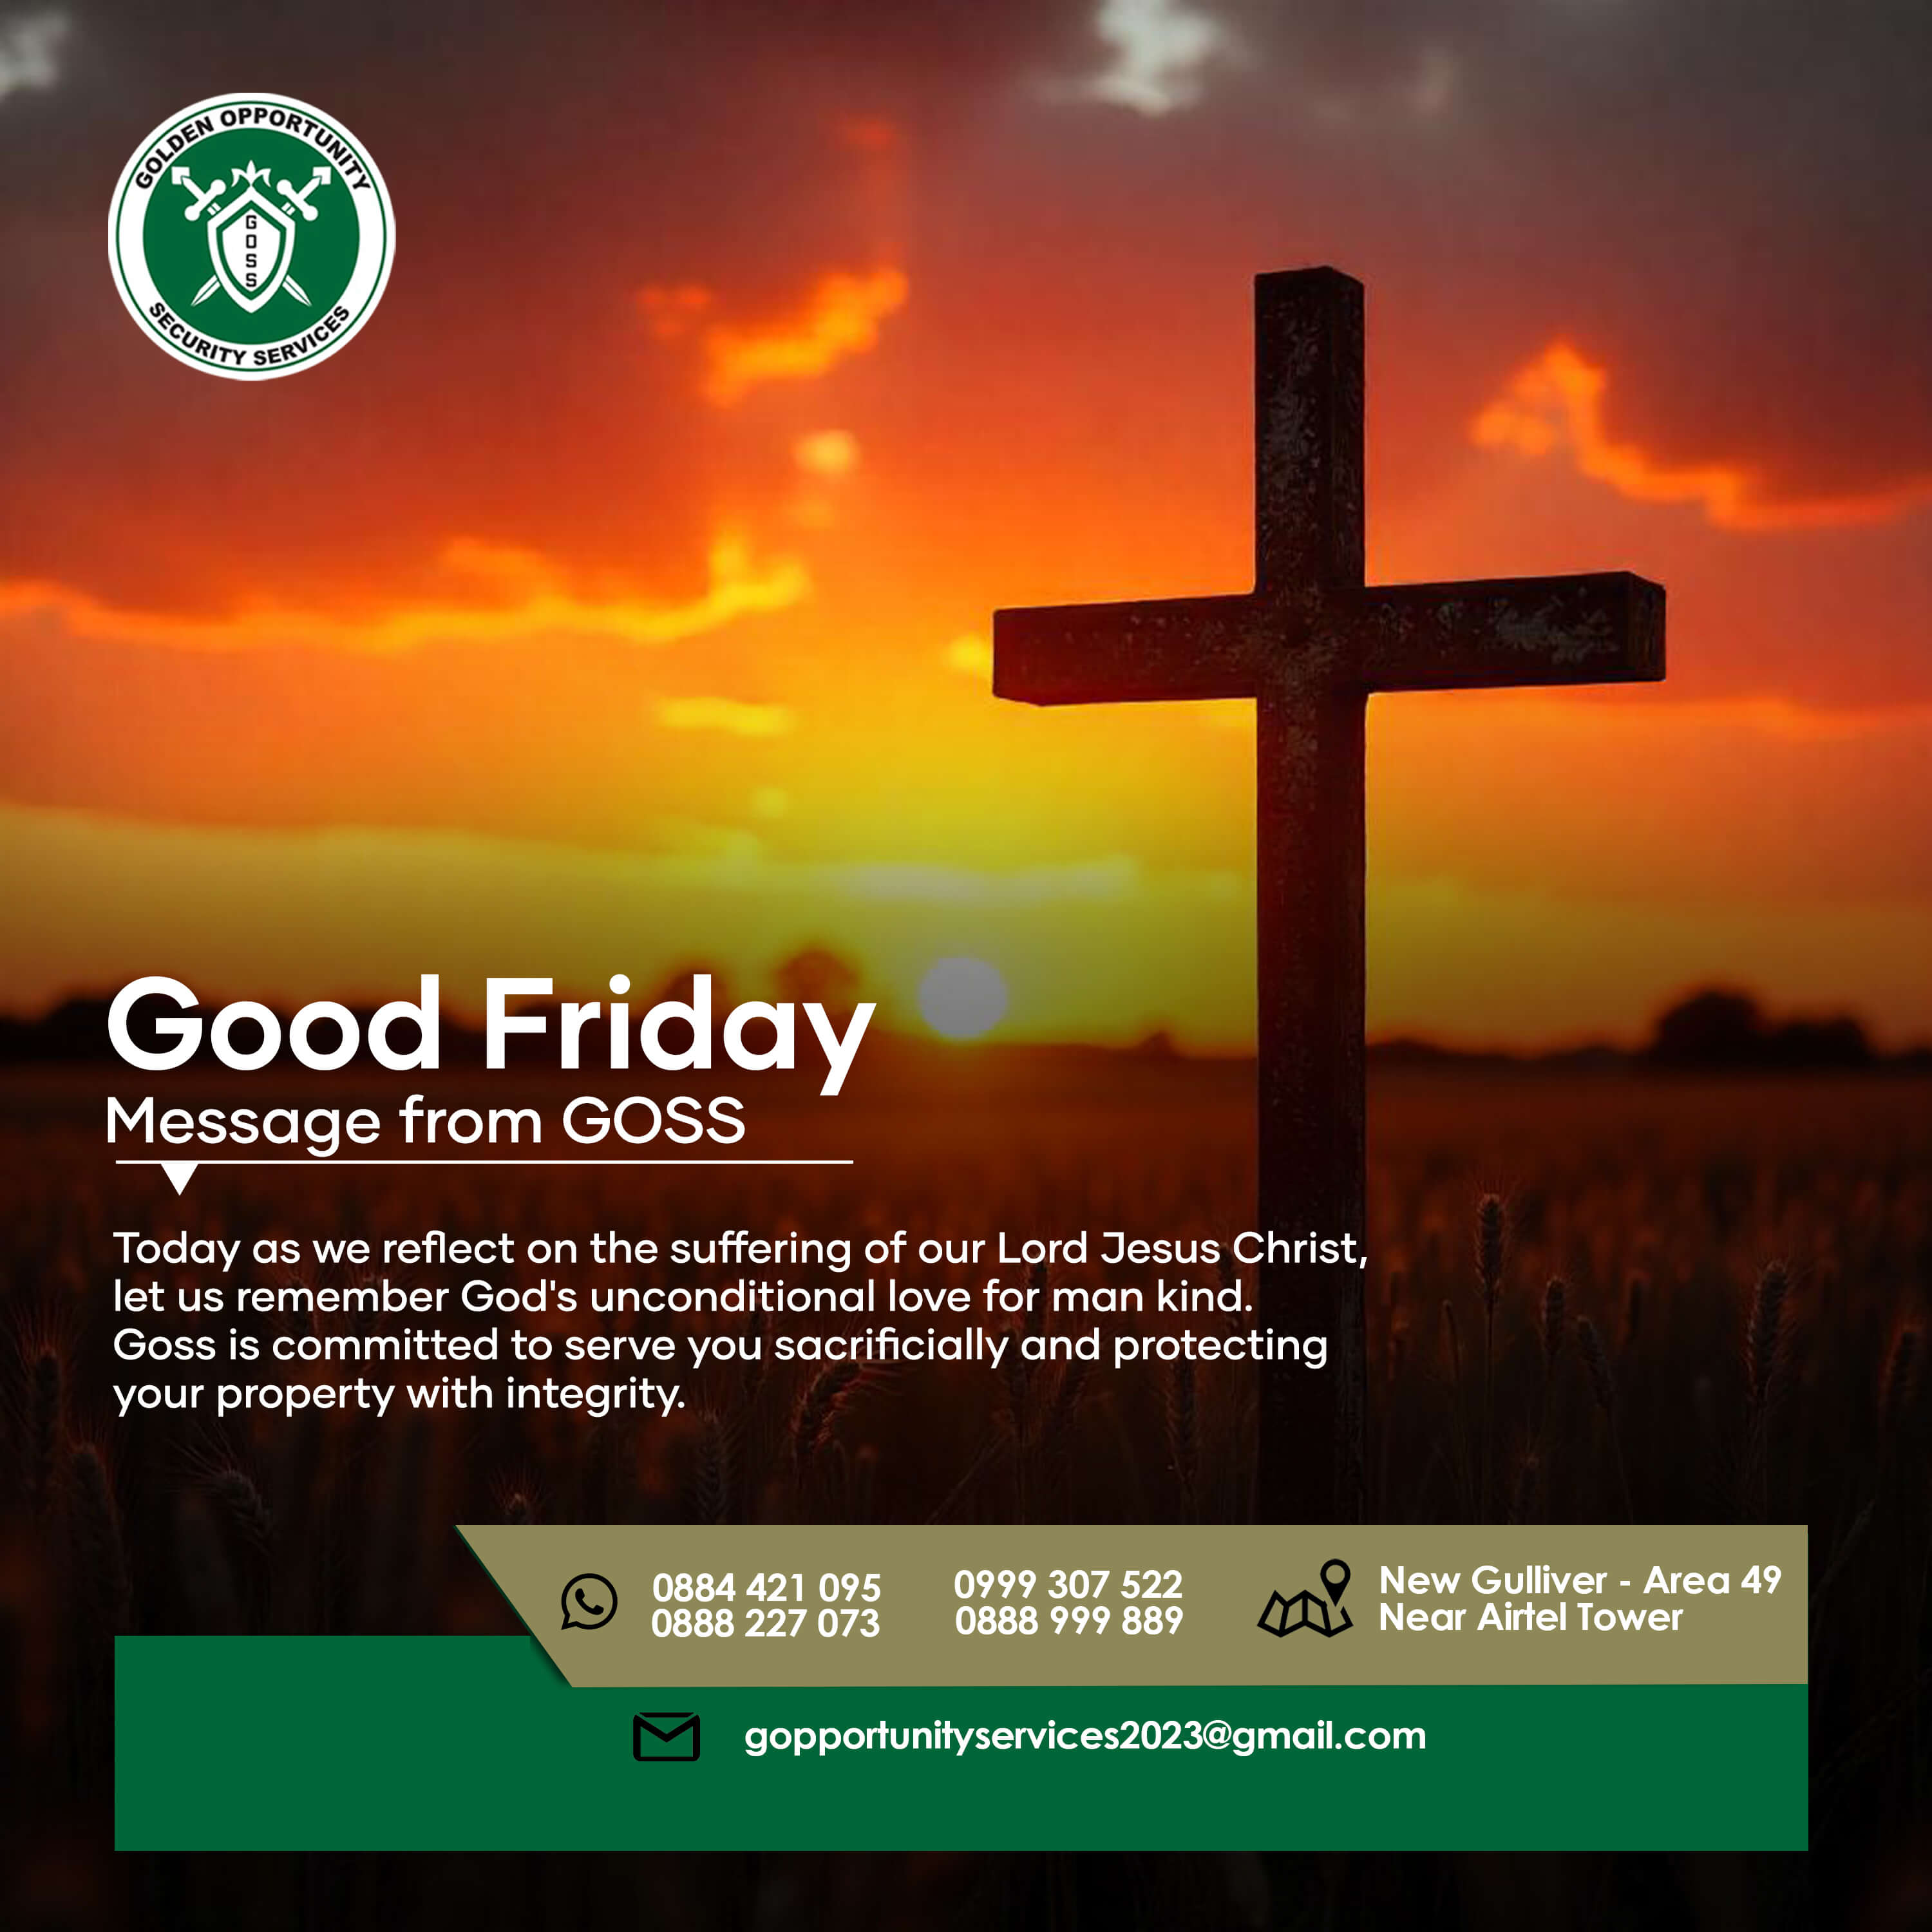 GOLDEN OPPORTUNITY
GOSS
SECURITY SERVICES
Good Friday
Message from GOSS
Today as we reflect on the suffering of our Lord Jesus Christ,
let us remember God's unconditional love for man kind.
Goss is committed to serve you sacrificially and protecting
your property with integrity.
0884 421 095
0888 227 073
0999 307 522
0888 999 889
New Gulliver - Area 49
Near Airtel Tower
gopportunityservices2023@gmail.com